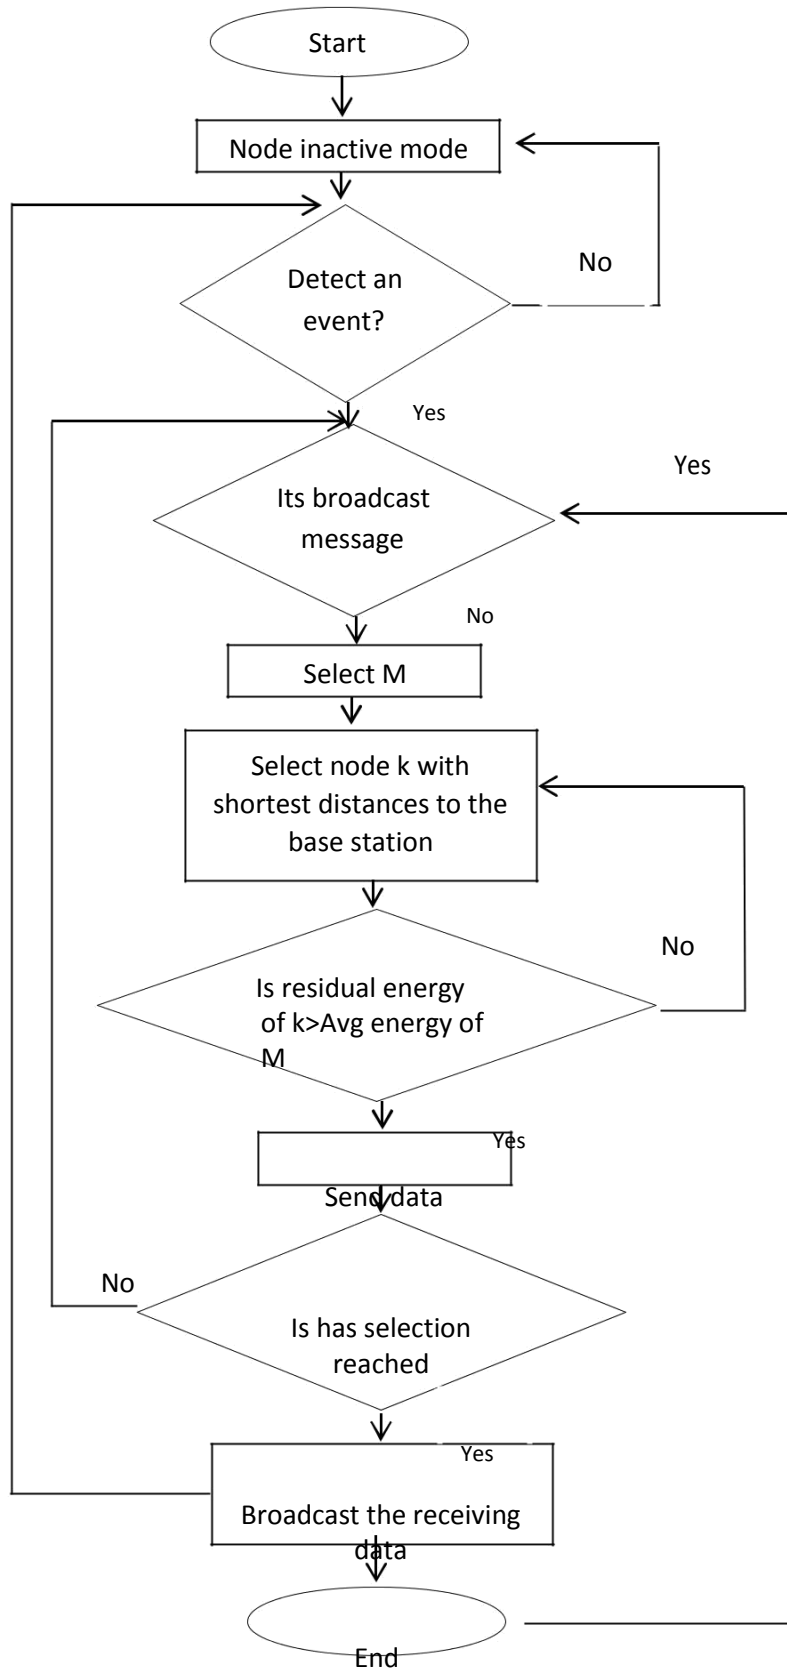 Start
Node inactive mode
No
Detect an
event?
Yes
Yes
Its broadcast
message
No
Select M
Select node k with
shortest distances to the
base station
No
Is residual energy
of k>Avg energy of
M
Yes
Send data
No
Is has selection
reached
Yes
Broadcast the receiving
data
End